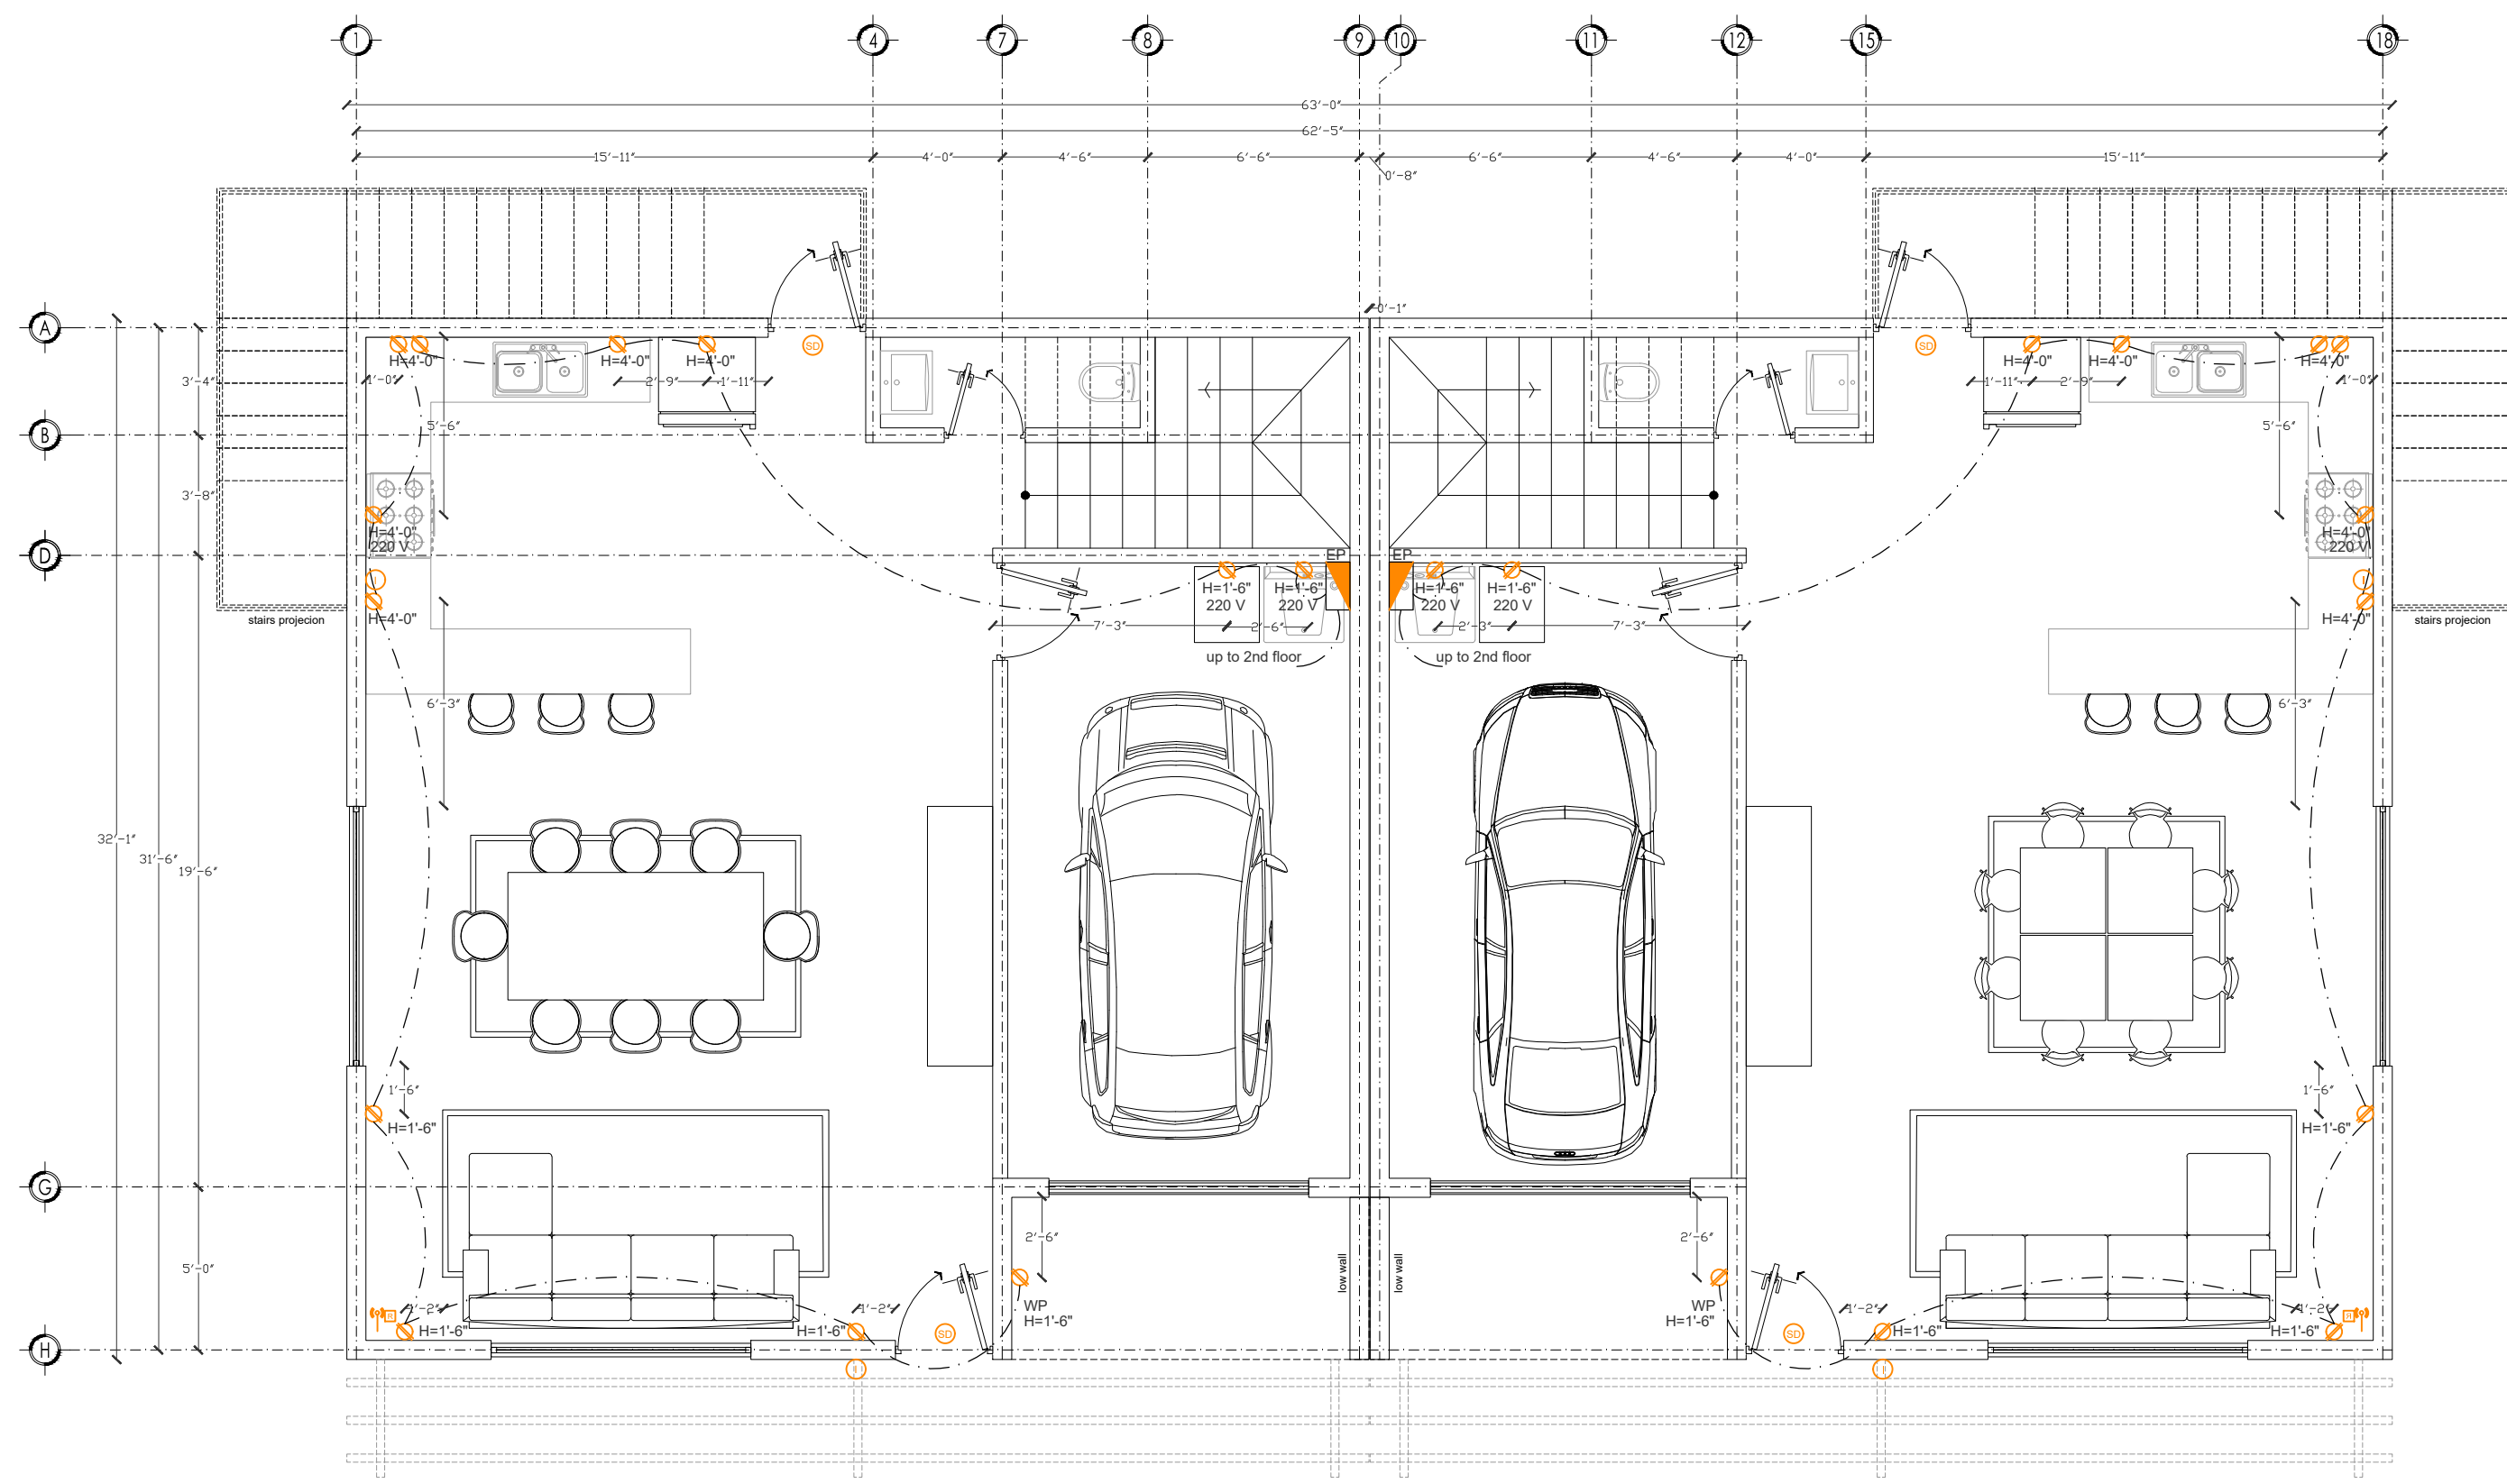 1 4 7 8 9 10 11 12 15 18
63'-0"
62'-5"
15'-11" 4'-0" 4'-6" 6'-6" 6'-6" 4'-6" 4'-0" 15'-11"
0'-8"
0'-1"
A
SD SD
H=4'-0" H=4'-0" H=4'-0" H=4'-0" H=4'-0" H=4'-0"
3'-4" 1'-0" 2'-9" 1'-11" 1'-11" 2'-9" 1'-0"
5'-6" 5'-6"
B
3'-8"
H=4'-0" H=4'-0"
220 V 220 V
D
EP EP
H=1'-6" H=1'-6" H=1'-6" H=1'-6"
220 V 220 V 220 V 220 V
H=4'-0" H=4'-0"
stairs projecion stairs projecion
7'-3" 2'-6" 2'-3" 7'-3"
up to 2nd floor up to 2nd floor
6'-3" 6'-3"
32'-1"
31'-6"
19'-6"
1'-6" 1'-6"
H=1'-6" H=1'-6"
G
2'-6" 2'-6"
low wall low wall
5'-0"
1'-2" 1'-2" 1'-2" 1'-2"
WP WP
H=1'-6" H=1'-6"
H=1'-6" H=1'-6" H=1'-6" H=1'-6"
SD SD
H